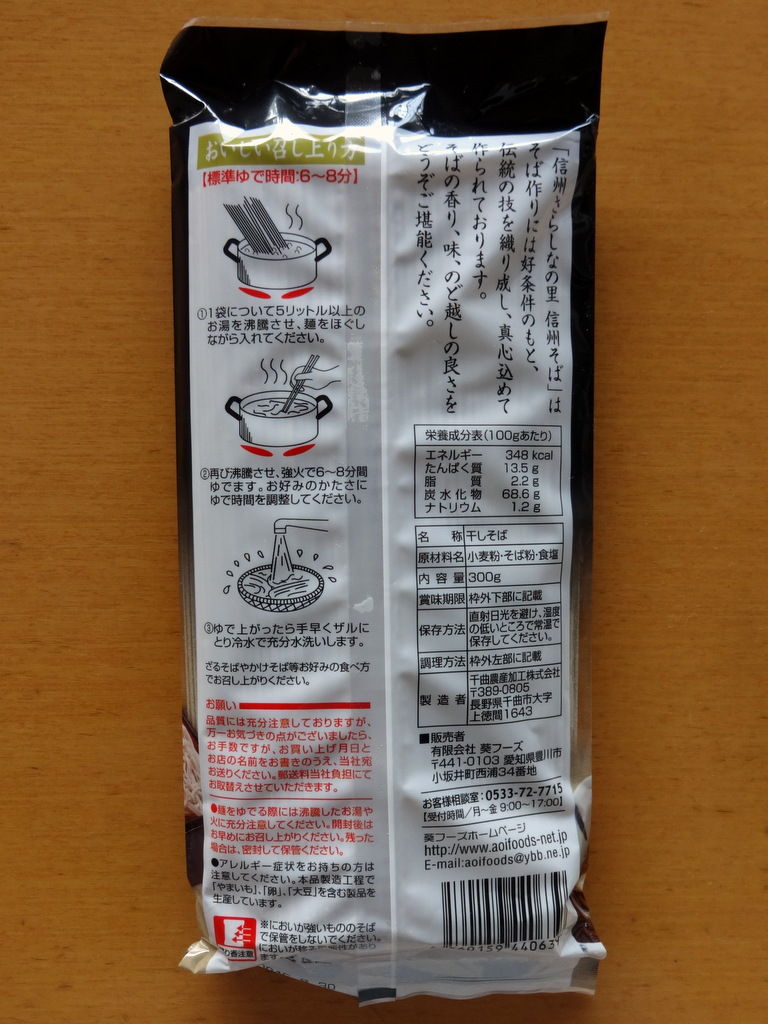 おいしい召し上り方
【標準ゆで時間:6〜8分】
①1袋について5リットル以上の
お湯を沸騰させ、麺をほぐし
ながら入れてください。
②再び沸騰させ、強火で6〜8分間
ゆでます。お好みのかたさに
ゆで時間を調整してください。
③ゆで上がったら手早くザルに
とり冷水で充分水洗いします。
ざるそばやかけそば等お好みの食べ方
でお召し上がりください。
お願い
品質には充分注意しておりますが、
万一お気づきの点がございましたら、
お手数ですが、お買い上げ月日と
お店の名前をお書きのうえ、当社宛
お送りください。郵送料当社負担にて
お取替えさせていただきます。
●麺をゆでる際には沸騰したお湯や
火に充分注意してください。開封後は
お早めにお召し上がりください。残った
場合は、密封して保管ください。
●アレルギー症状をお持ちの方は
注意してください。本品製造工程で
「やまいも」、「卵」、「大豆」を含む製品を
生産しています。
り香注意
※においが強いもののそば
で保管をしないでください。
「信州さらしなの里 信州そば」は
そば作りには好条件のもと、
伝統の技を織り成し、真心込めて
作られております。
そばの香り、味、のど越しの良さを
どうぞご堪能ください。
栄養成分表(100gあたり)
エネルギー 348 kcal
たんぱく質 13.5 g
脂質 2.2 g
炭水化物 68.6 g
ナトリウム 1.2 g
名称 干しそば
原材料名 小麦粉・そば粉・食塩
内容量 300g
賞味期限 枠外下部に記載
保存方法 直射日光を避け、湿度
の低いところで常温で
保存してください。
調理方法 枠外左部に記載
製造者 千曲農産加工株式会社
〒389-0805
長野県千曲市大字
上徳間1643
■販売者
有限会社 葵フーズ
〒441-0103 愛知県豊川市
小坂井町西浦34番地
お客様相談室:0533-72-7715
【受付時間／月〜金 9:00〜17:00】
葵フーズホームページ
http://www.aoifoods-net.jp
E-mail:aoifoods@ybb.ne.jp